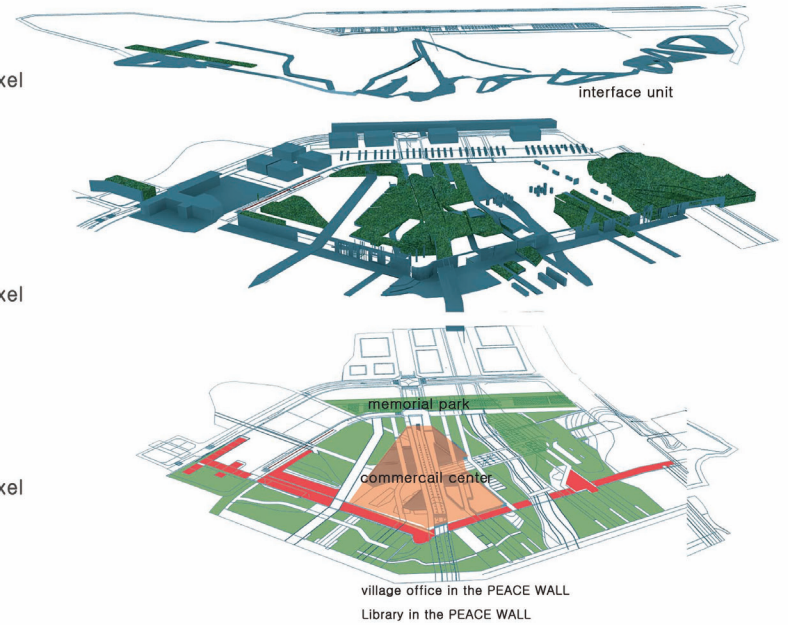 xel
interface unit
xel
memorial park
commercail center
xel
village office in the PEACE WALL
Library in the PEACE WALL